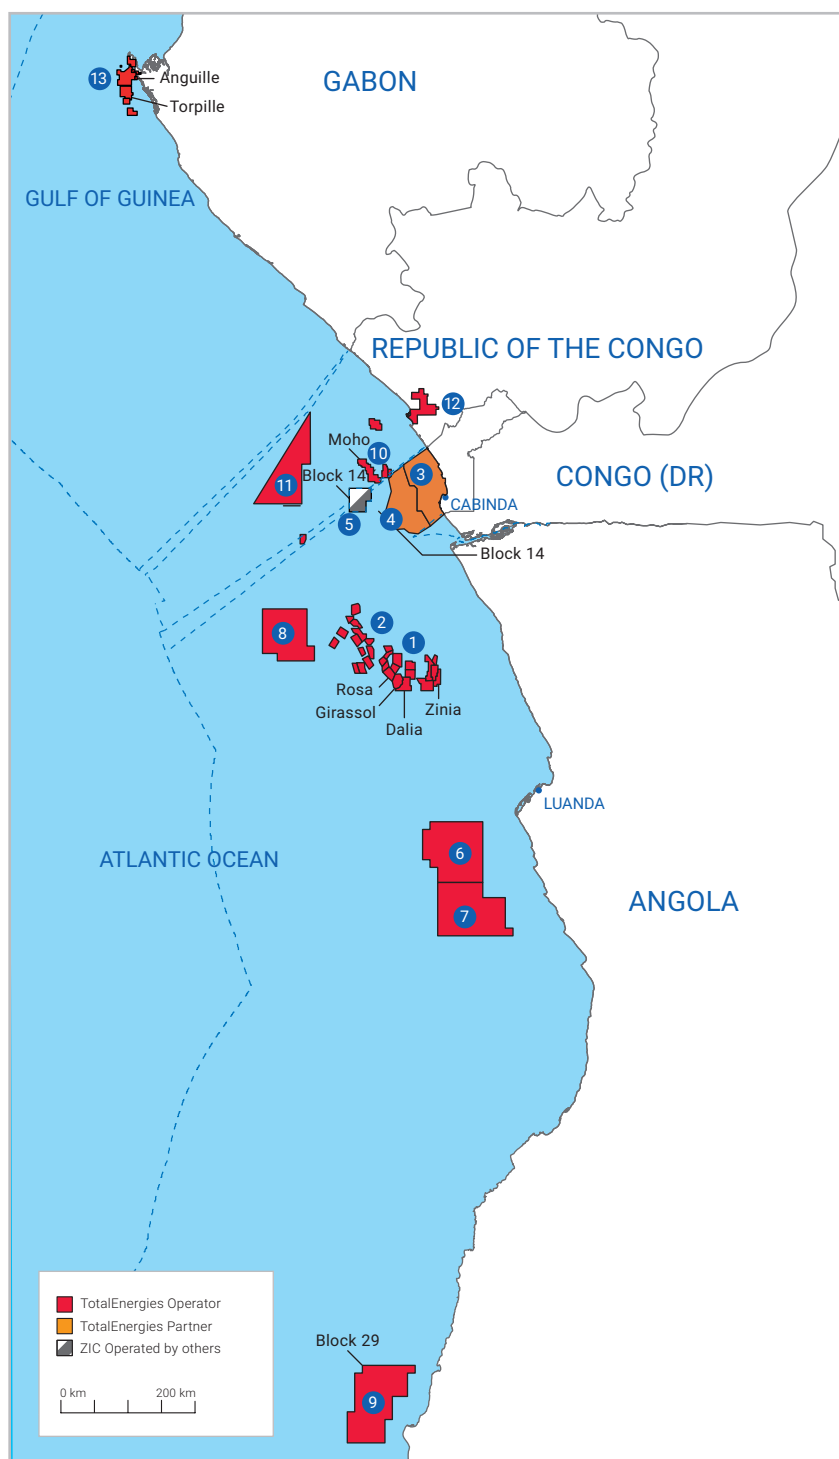 GABON
13
Anguille
Torpille
GULF OF GUINEA
REPUBLIC OF THE CONGO
12
Moho
10
11
Block 14
3
CONGO (DR)
CABINDA
5
4
Block 14
8
2
1
Rosa
Girassol
Zinia
Dalia
LUANDA
ATLANTIC OCEAN
6
ANGOLA
7
TotalEnergies Operator
TotalEnergies Partner
ZIC Operated by others
0 km
200 km
Block 29
9